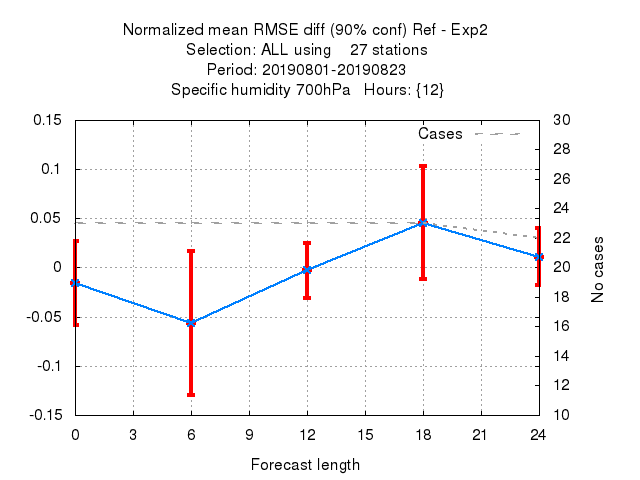 Normalized mean RMSE diff (90% conf) Ref - Exp2
Selection: ALL using    27 stations
Period: 20190801-20190823
Specific humidity 700hPa   Hours: {12}
Cases
0.15
0.1
0.05
0
-0.05
-0.1
-0.15
30
28
26
24
22
20
18
16
14
12
10
No cases
0 3 6 9 12 15 18 21 24
Forecast length